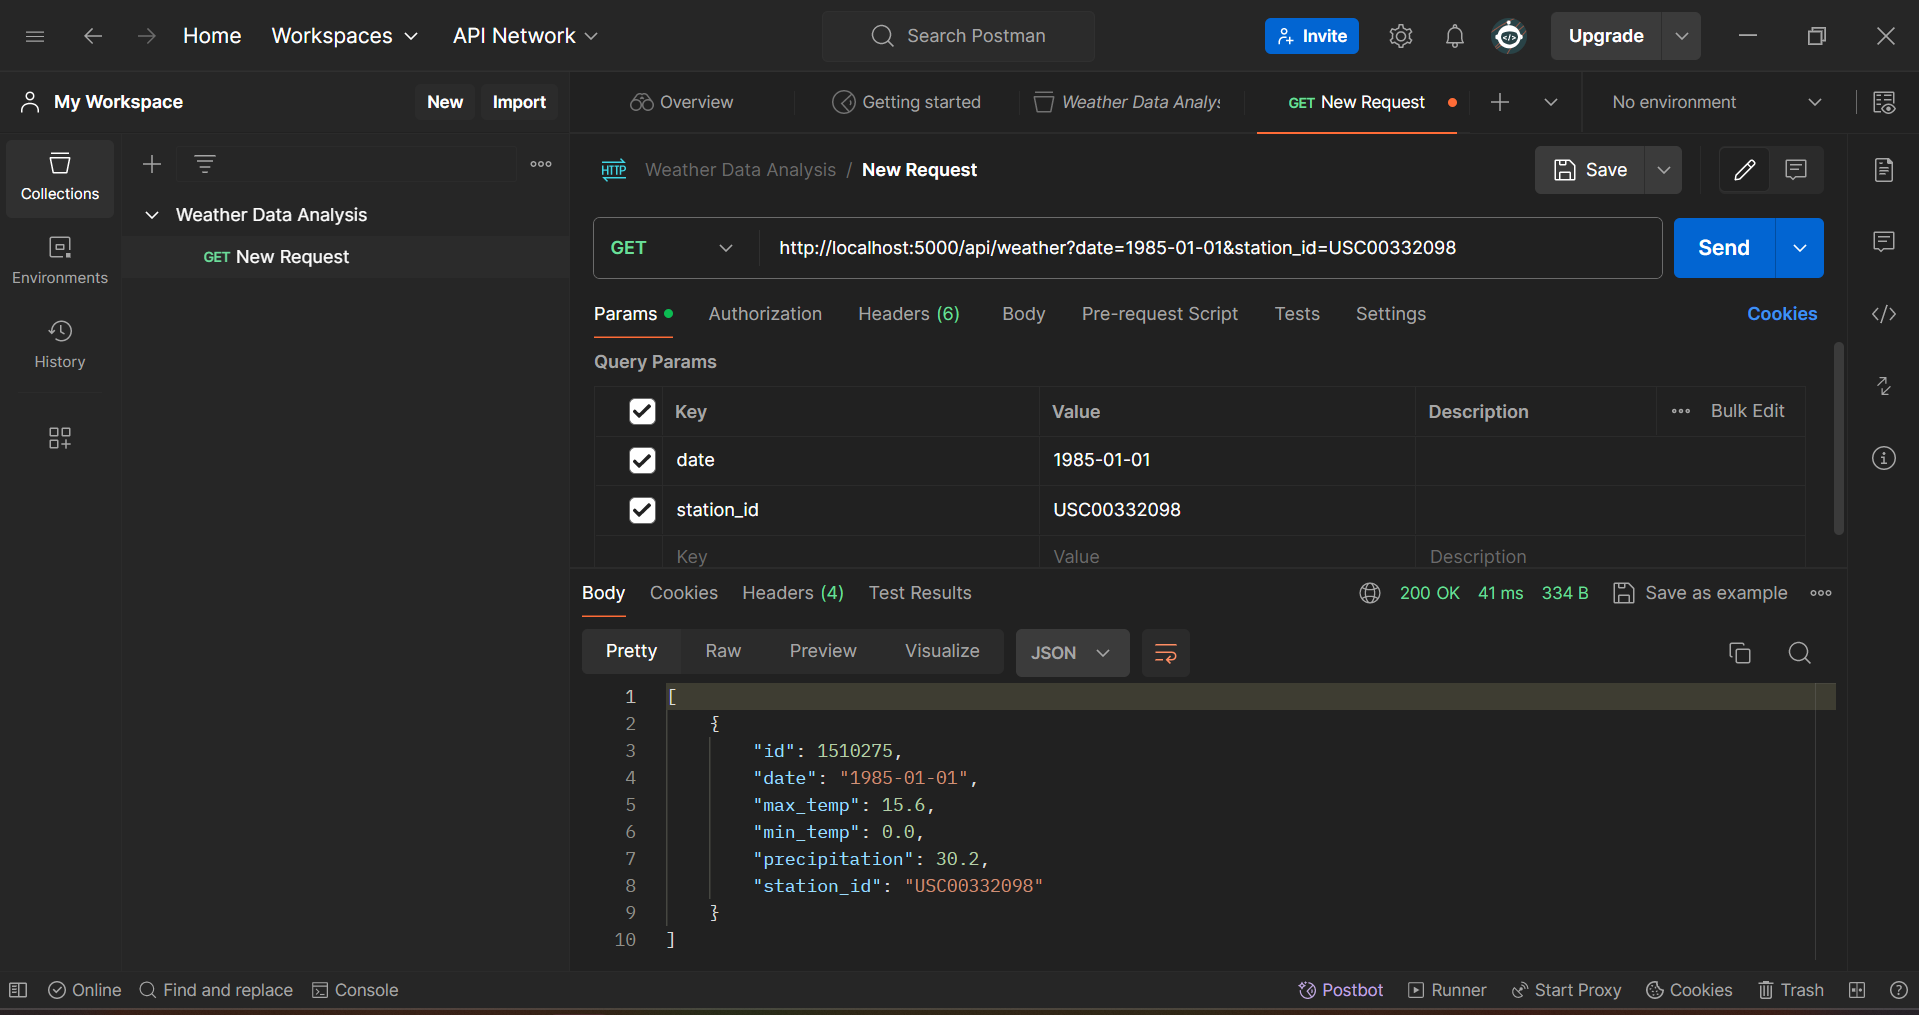 Home Workspaces API Network Search Postman Invite Upgrade
My Workspace New Import Overview Getting started Weather Data Analys GET New Request No environment
Collections
Environments
History
Weather Data Analysis
GET New Request
HTTP Weather Data Analysis / New Request Save
GET http://localhost:5000/api/weather?date=1985-01-01&station_id=USC00332098 Send
Params Authorization Headers (6) Body Pre-request Script Tests Settings Cookies
Query Params
Key Value Description Bulk Edit
date 1985-01-01
station_id USC00332098
Key Value Description
Body Cookies Headers (4) Test Results 200 OK 41 ms 334 B Save as example
Pretty Raw Preview Visualize JSON
1 [
2 {
3 "id": 1510275,
4 "date": "1985-01-01",
5 "max_temp": 15.6,
6 "min_temp": 0.0,
7 "precipitation": 30.2,
8 "station_id": "USC00332098"
9 }
10 ]
Online Find and replace Console Postbot Runner Start Proxy Cookies Trash